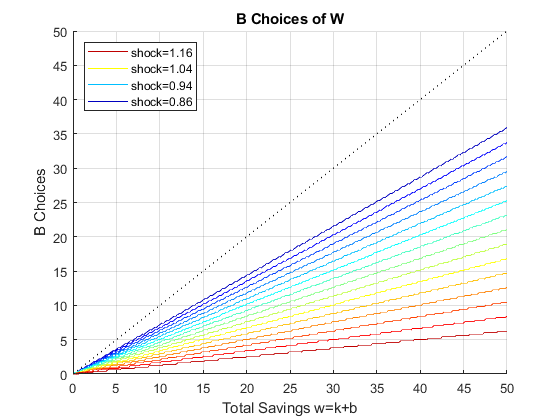 B Choices of W
50
45
40
35
30
25
20
15
10
5
0
B Choices
shock=1.16
shock=1.04
shock=0.94
shock=0.86
0 5 10 15 20 25 30 35 40 45 50
Total Savings w=k+b